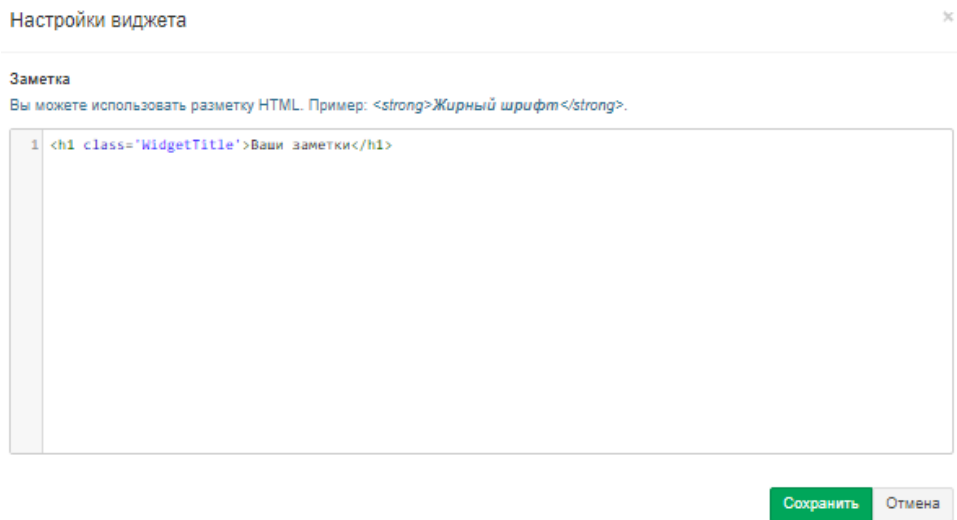 Настройки виджета
×
Заметка
Вы можете использовать разметку HTML. Пример: <strong>Жирный шрифт</strong>.
1 <h1 class='WidgetTitle'>Ваши заметки</h1>
Сохранить Отмена